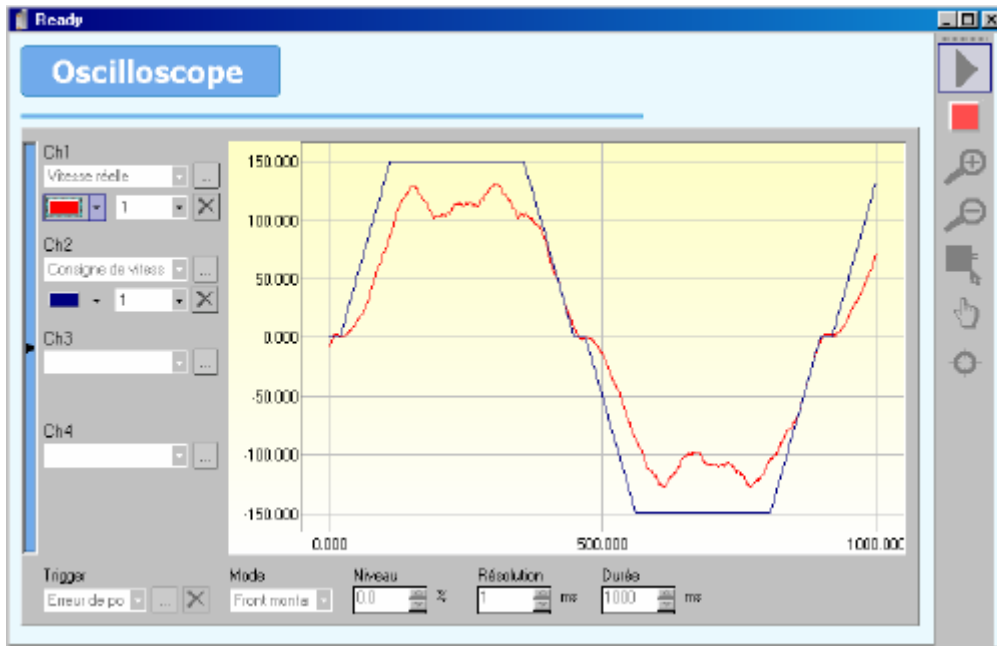 Ready
Oscilloscope
Ch1
Vitesse réelle
...
1
Ch2
Consigne de vitess
...
1
Ch3
...
Ch4
...
150.000
100.000
50.000
0.000
-50.000
-100.000
-150.000
0.000
500.000
1000.000
Trigger
Mode
Niveau
Résolution
Durée
Erreur de po
...
Front monta
0.0
%
1
ms
1000
ms